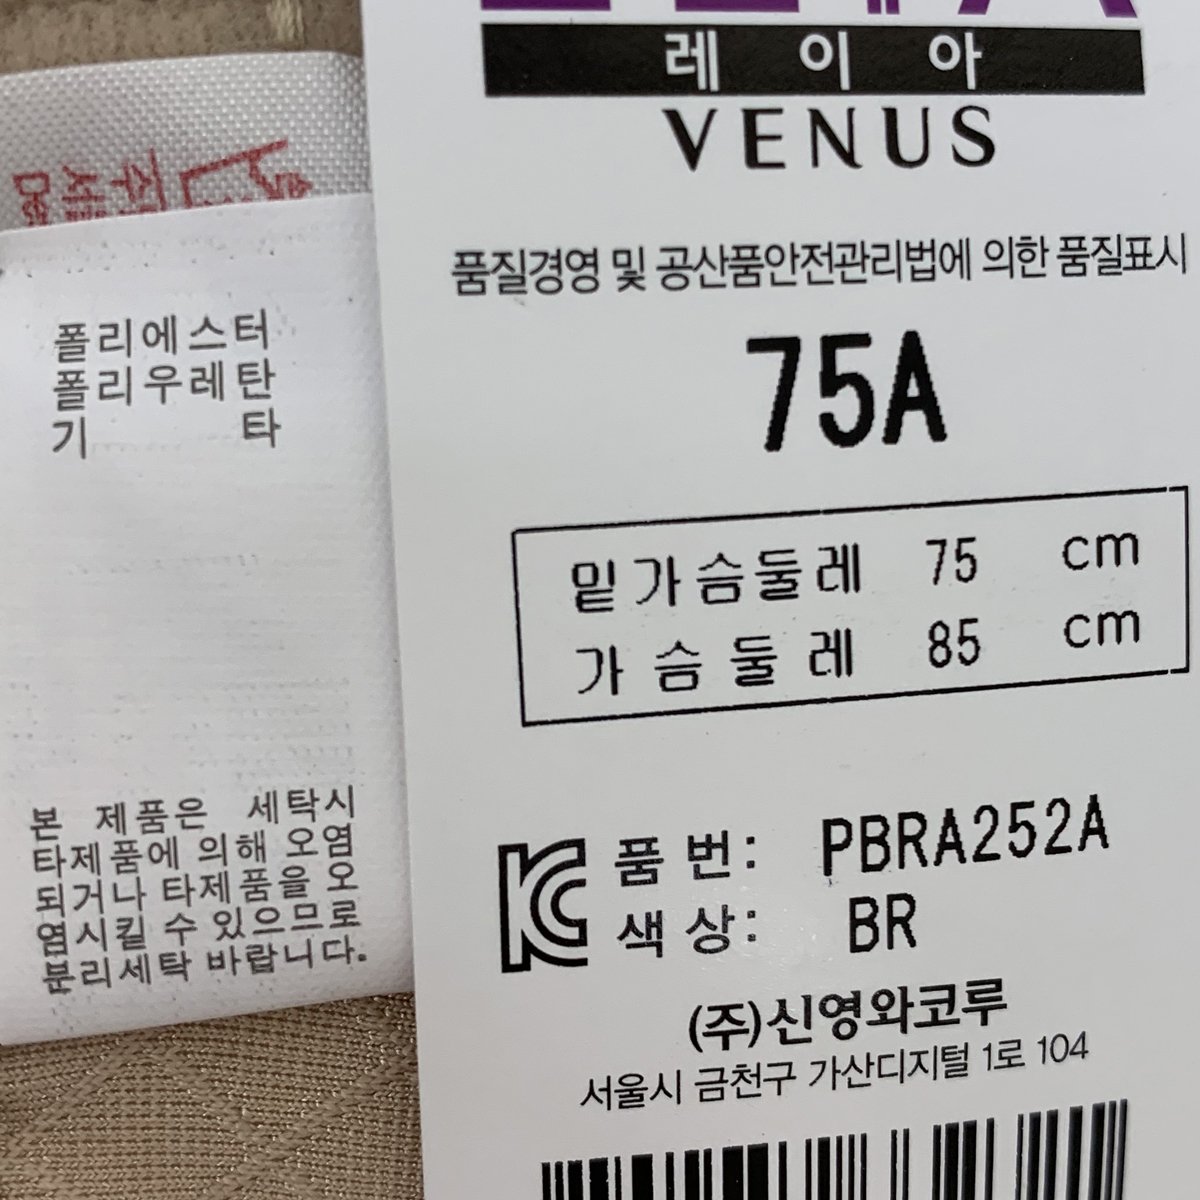 레이아
VENUS
품질경영 및 공산품안전관리법에 의한 품질표시
75A
밑가슴둘레 75 cm
가슴둘레 85 cm
품번: PBRA252A
색상: BR
(주)신영와코루
서울시 금천구 가산디지털 1로 104
폴리에스터
폴리우레탄
기 타
본 제품은 세탁시
타제품에 의해 오염
되거나 타제품을 오
염시킬 수 있으므로
분리세탁 바랍니다.